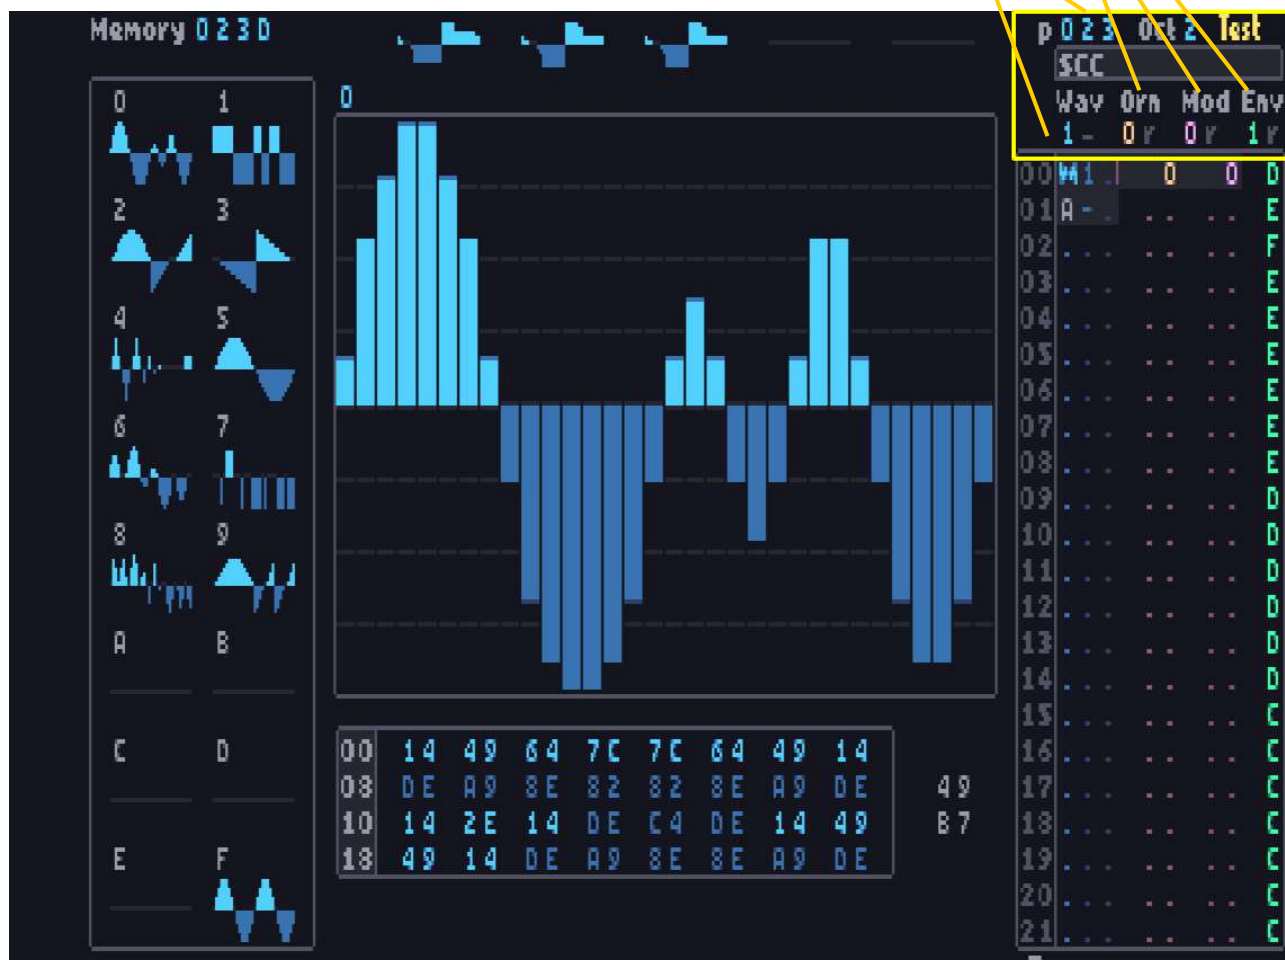 Memory 023D
p 023 Oct 2 Test
SCC
Wav Orn Mod Env
1- 0r 0r 1r
0 1
2 3
4 5
6 7
8 9
A B
C D
E F
0
00 14 49 64 7C 7C 64 49 14
08 DE A9 8E 82 82 8E A9 DE
10 14 2E 14 DE C4 DE 14 49
18 49 14 DE A9 8E 8E A9 DE
49
B7
00 W1. 0 0 D
01 A-. .. .. E
02 ... .. .. F
03 ... .. .. E
04 ... .. .. E
05 ... .. .. E
06 ... .. .. E
07 ... .. .. E
08 ... .. .. E
09 ... .. .. D
10 ... .. .. D
11 ... .. .. D
12 ... .. .. D
13 ... .. .. D
14 ... .. .. D
15 ... .. .. C
16 ... .. .. C
17 ... .. .. C
18 ... .. .. C
19 ... .. .. C
20 ... .. .. C
21 ... .. .. C